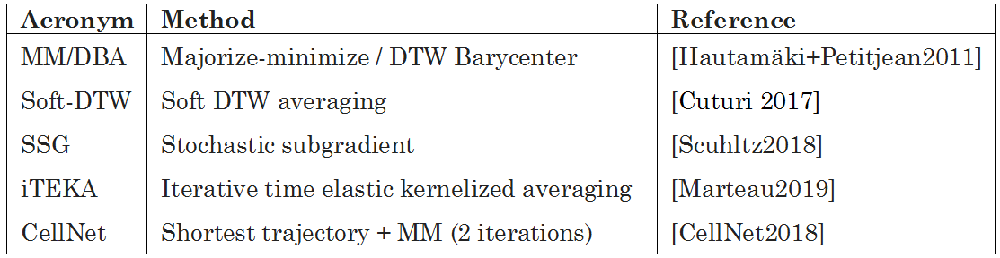 Acronym Method Reference
MM/DBA Majorize-minimize / DTW Barycenter [Hautamäki+Petitjean2011]
Soft-DTW Soft DTW averaging [Cuturi 2017]
SSG Stochastic subgradient [Scuhltz2018]
iTEKA Iterative time elastic kernelized averaging [Marteau2019]
CellNet Shortest trajectory + MM (2 iterations) [CellNet2018]